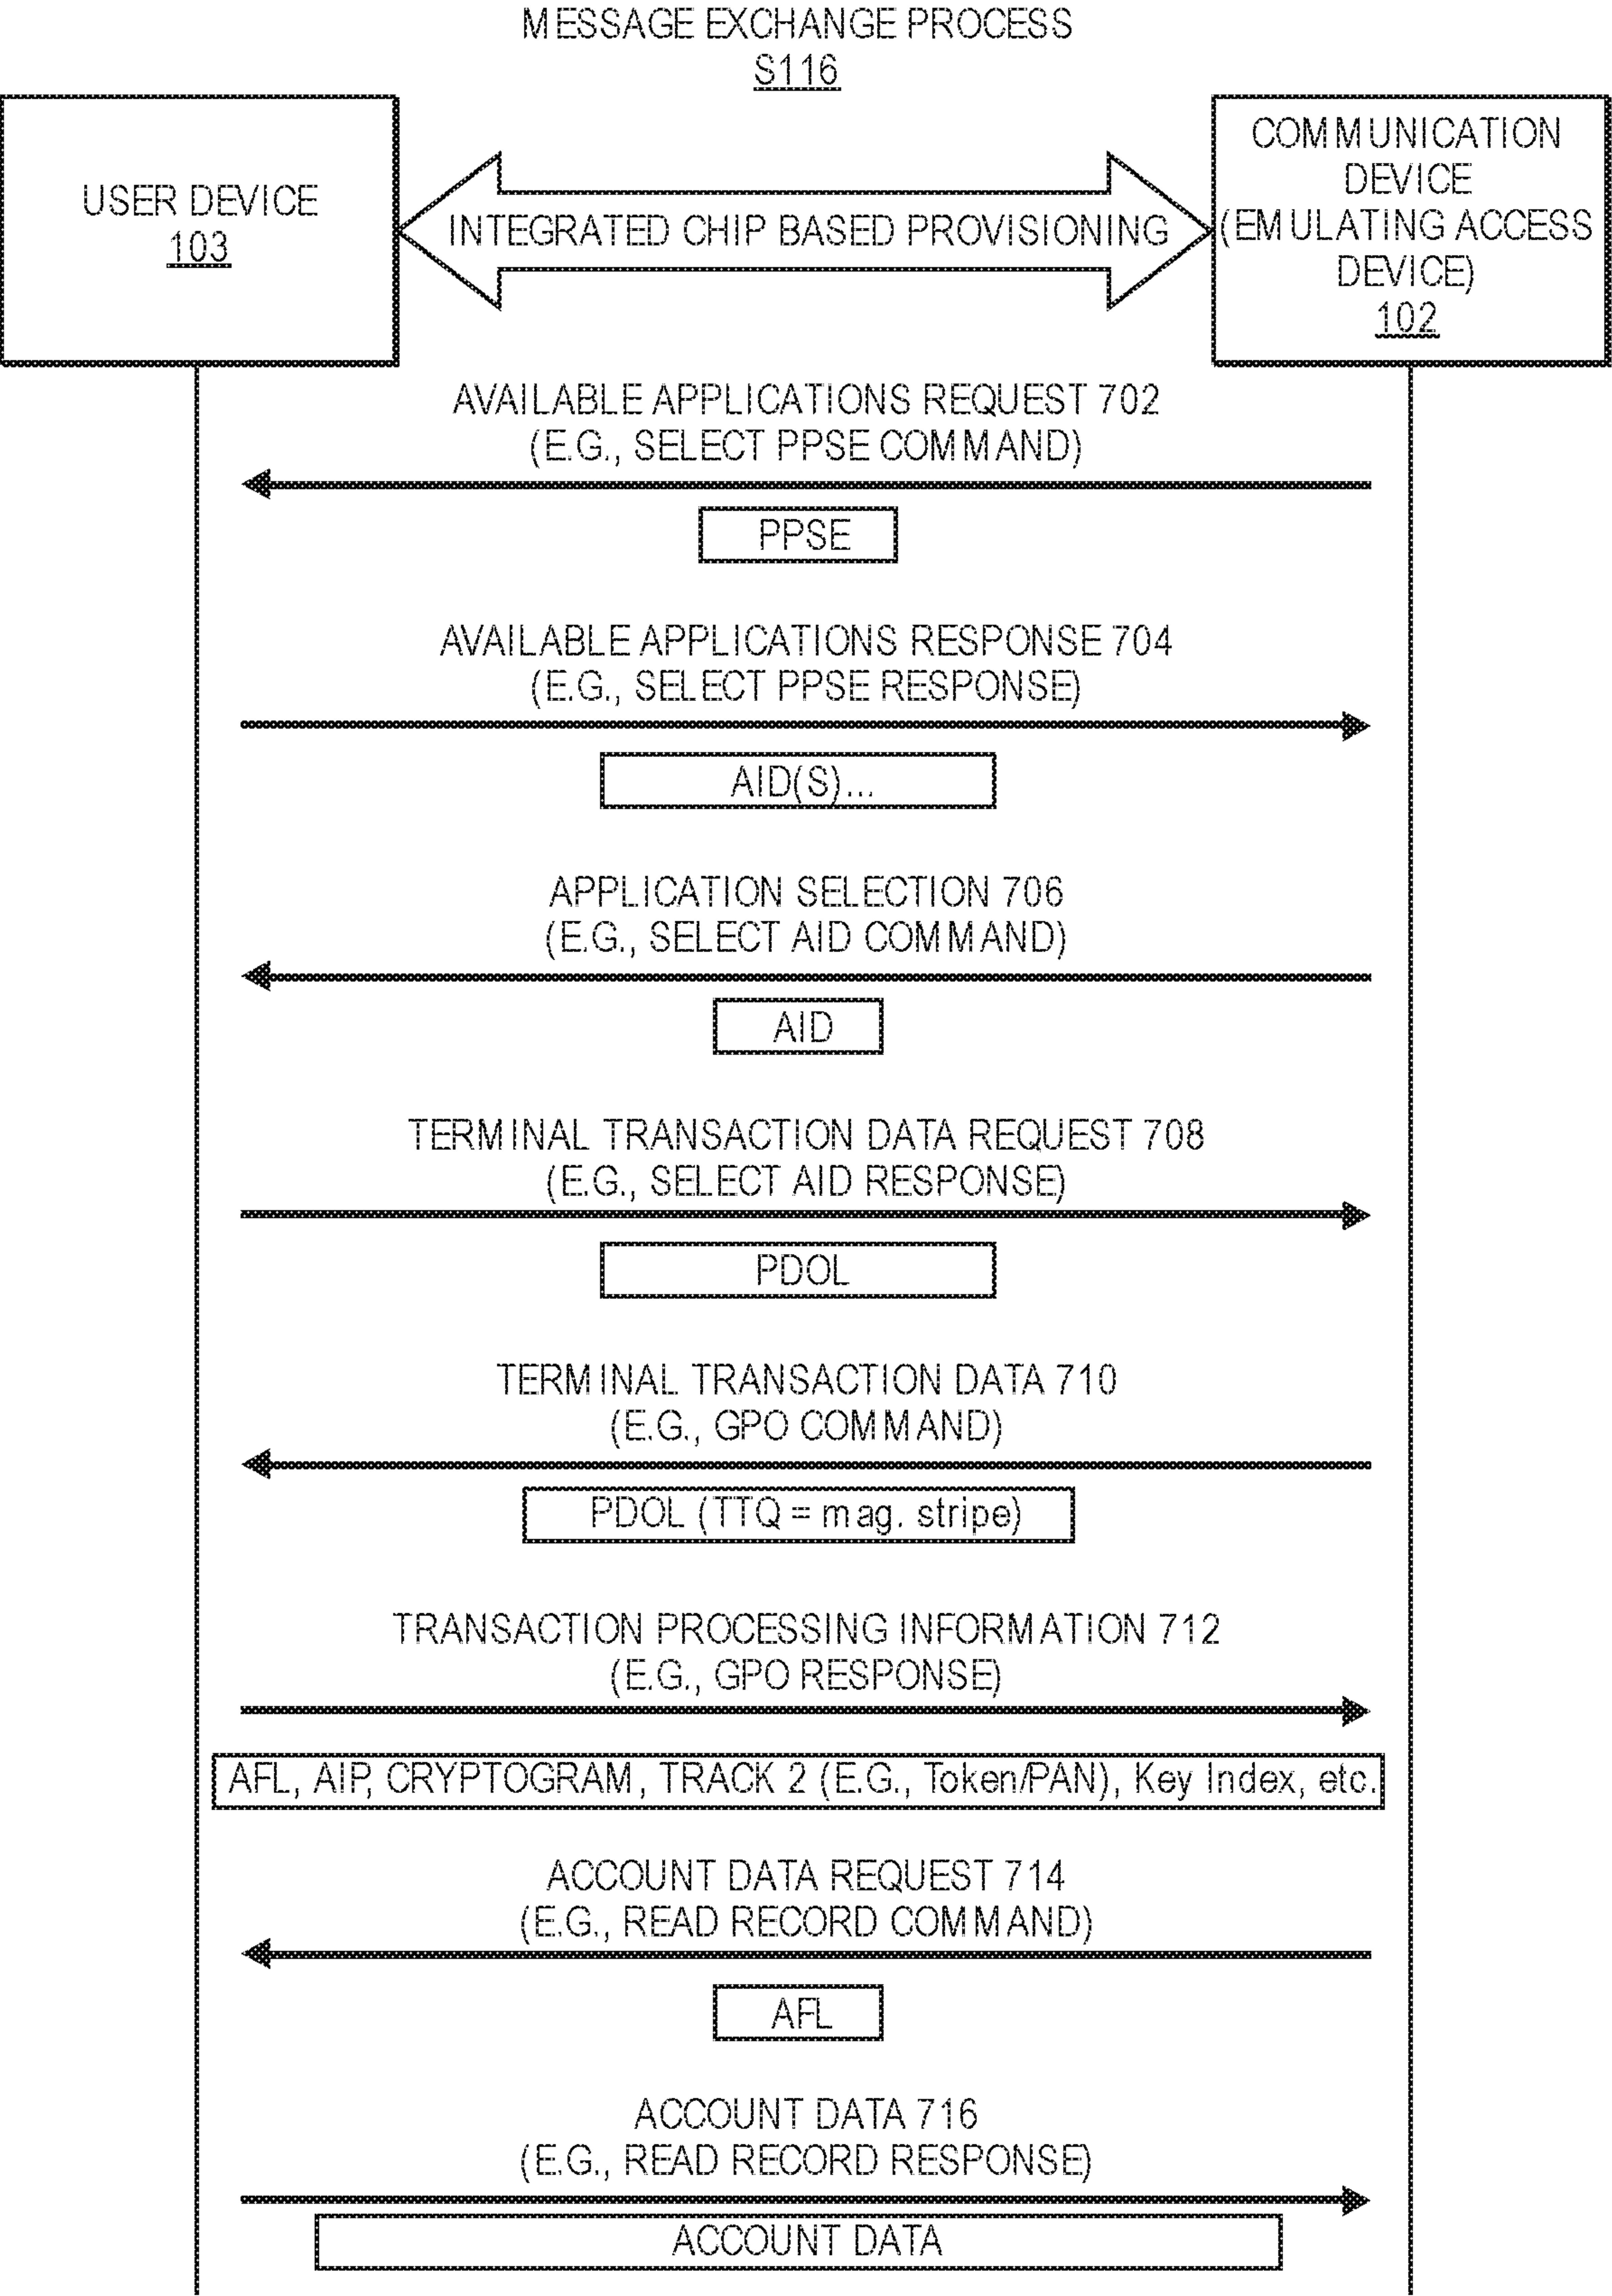 MESSAGE EXCHANGE PROCESS
S116
USER DEVICE
103
INTEGRATED CHIP BASED PROVISIONING
COMMUNICATION
DEVICE
(EMULATING ACCESS
DEVICE)
102
AVAILABLE APPLICATIONS REQUEST 702
(E.G., SELECT PPSE COMMAND)
PPSE
AVAILABLE APPLICATIONS RESPONSE 704
(E.G., SELECT PPSE RESPONSE)
AID(S)...
APPLICATION SELECTION 706
(E.G., SELECT AID COMMAND)
AID
TERMINAL TRANSACTION DATA REQUEST 708
(E.G., SELECT AID RESPONSE)
PDOL
TERMINAL TRANSACTION DATA 710
(E.G., GPO COMMAND)
PDOL (TTQ = mag. stripe)
TRANSACTION PROCESSING INFORMATION 712
(E.G., GPO RESPONSE)
AFL, AIP, CRYPTOGRAM, TRACK 2 (E.G., Token/PAN), Key Index, etc.
ACCOUNT DATA REQUEST 714
(E.G., READ RECORD COMMAND)
AFL
ACCOUNT DATA 716
(E.G., READ RECORD RESPONSE)
ACCOUNT DATA